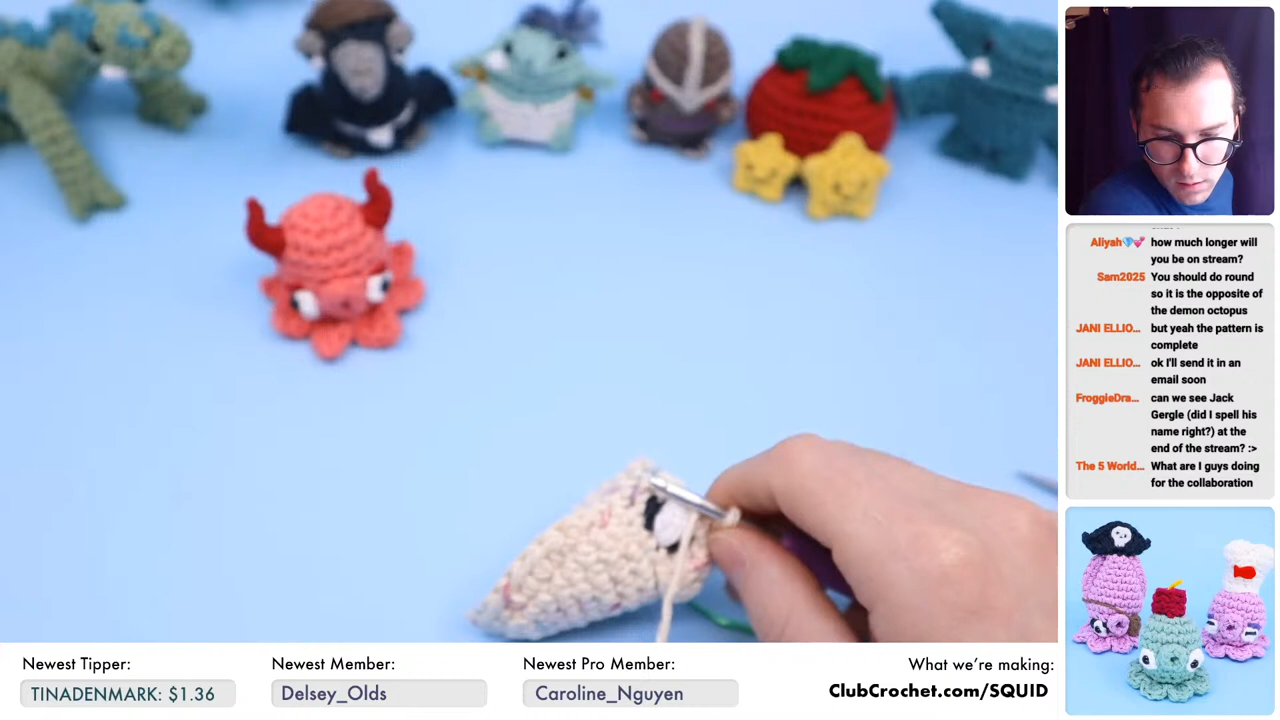 Aliyah💎💕 how much longer will
you be on stream?
Sam2025 You should do round
so it is the opposite of
the demon octopus
JANI ELLIO... but yeah the pattern is
complete
JANI ELLIO... ok I'll send it in an
email soon
FroggieDra... can we see Jack
Gergle (did I spell his
name right?) at the
end of the stream? :>
The 5 World... What are I guys doing
for the collaboration
Newest Tipper:
TINADENMARK: $1.36
Newest Member:
Delsey_Olds
Newest Pro Member:
Caroline_Nguyen
What we're making:
ClubCrochet.com/SQUID